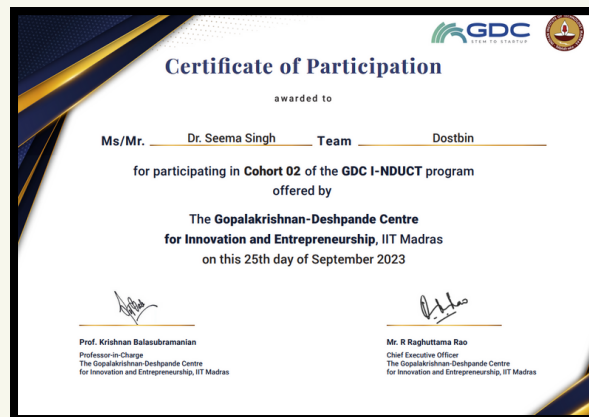 GDC
STEM TO STARTUP
Certificate of Participation
awarded to
Ms/Mr. Dr. Seema Singh Team Dostbin
for participating in Cohort 02 of the GDC I-NDUCT program
offered by
The Gopalakrishnan-Deshpande Centre
for Innovation and Entrepreneurship, IIT Madras
on this 25th day of September 2023
Prof. Krishnan Balasubramanian
Professor-in-Charge
The Gopalakrishnan-Deshpande Centre
for Innovation and Entrepreneurship, IIT Madras
Mr. R Raghuttama Rao
Chief Executive Officer
The Gopalakrishnan-Deshpande Centre
for Innovation and Entrepreneurship, IIT Madras